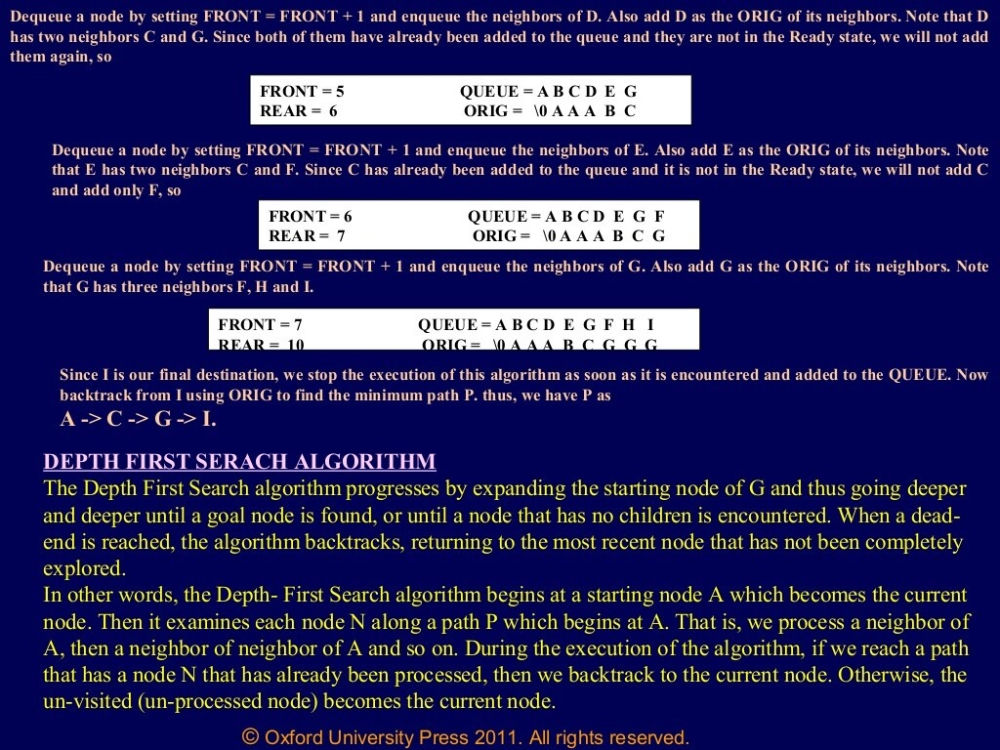 Dequeue a node by setting FRONT = FRONT + 1 and enqueue the neighbors of D. Also add D as the ORIG of its neighbors. Note that D
has two neighbors C and G. Since both of them have already been added to the queue and they are not in the Ready state, we will not add
them again, so
FRONT = 5 QUEUE = A B C D E G
REAR = 6 ORIG = \0 A A A B C
Dequeue a node by setting FRONT = FRONT + 1 and enqueue the neighbors of E. Also add E as the ORIG of its neighbors. Note
that E has two neighbors C and F. Since C has already been added to the queue and it is not in the Ready state, we will not add C
and add only F, so
FRONT = 6 QUEUE = A B C D E G F
REAR = 7 ORIG = \0 A A A B C G
Dequeue a node by setting FRONT = FRONT + 1 and enqueue the neighbors of G. Also add G as the ORIG of its neighbors. Note
that G has three neighbors F, H and I.
FRONT = 7 QUEUE = A B C D E G F H I
REAR = 10 ORIG = \0 A A A B C G G G
Since I is our final destination, we stop the execution of this algorithm as soon as it is encountered and added to the QUEUE. Now
backtrack from I using ORIG to find the minimum path P. thus, we have P as
A -> C -> G -> I.
DEPTH FIRST SERACH ALGORITHM
The Depth First Search algorithm progresses by expanding the starting node of G and thus going deeper
and deeper until a goal node is found, or until a node that has no children is encountered. When a dead-
end is reached, the algorithm backtracks, returning to the most recent node that has not been completely
explored.
In other words, the Depth- First Search algorithm begins at a starting node A which becomes the current
node. Then it examines each node N along a path P which begins at A. That is, we process a neighbor of
A, then a neighbor of neighbor of A and so on. During the execution of the algorithm, if we reach a path
that has a node N that has already been processed, then we backtrack to the current node. Otherwise, the
un-visited (un-processed node) becomes the current node.
© Oxford University Press 2011. All rights reserved.